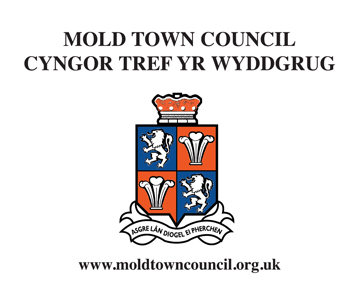 MOLD TOWN COUNCIL
CYNGOR TREF YR WYDDGRUG
ASGRE LÂN DIOGEL EI PHERCHEN
www.moldtowncouncil.org.uk